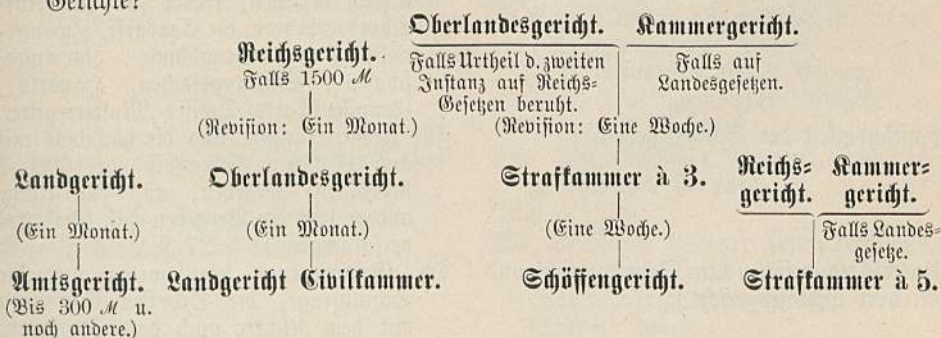 Gerichte?
Oberlandesgericht. Kammergericht.
Reichsgericht. Falls Urtheil d. zweiten Falls auf
Falls 1500 M Instanz auf Reichs- Landesgesetzen.
Gesetzen beruht.
(Revision: Ein Monat.) (Revision: Eine Woche.)
Landgericht. Oberlandesgericht. Strafkammer à 3. Reichs- Kammer-
gericht. gericht.
(Ein Monat.) (Ein Monat.) (Eine Woche.) Falls Landes-
gesetze.
Amtsgericht. Landgericht Civilkammer. Schöffengericht. Strafkammer à 5.
(Bis 300 M u.
noch andere.)